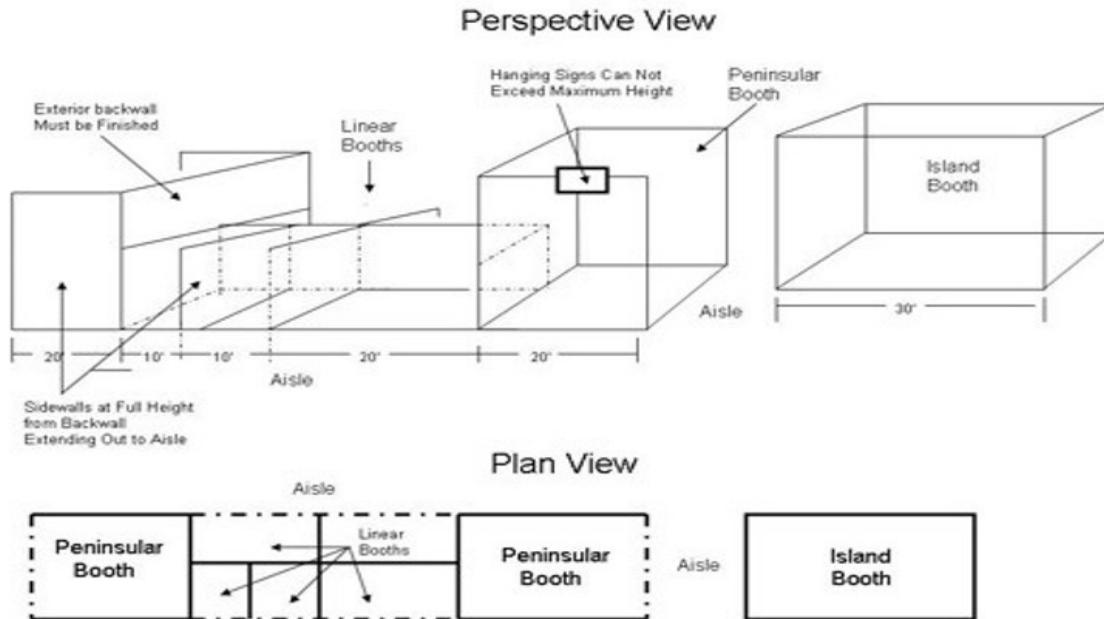 Perspective View
Hanging Signs Can Not
Exceed Maximum Height
Peninsular
Booth
Exterior backwall
Must be Finished
Linear
Booths
Island
Booth
Aisle
30'
20'
10'
10'
20'
20'
Aisle
Sidewalls at Full Height
from Backwall
Extending Out to Aisle
Plan View
Aisle
Peninsular
Booth
Linear
Booths
Peninsular
Booth
Aisle
Island
Booth